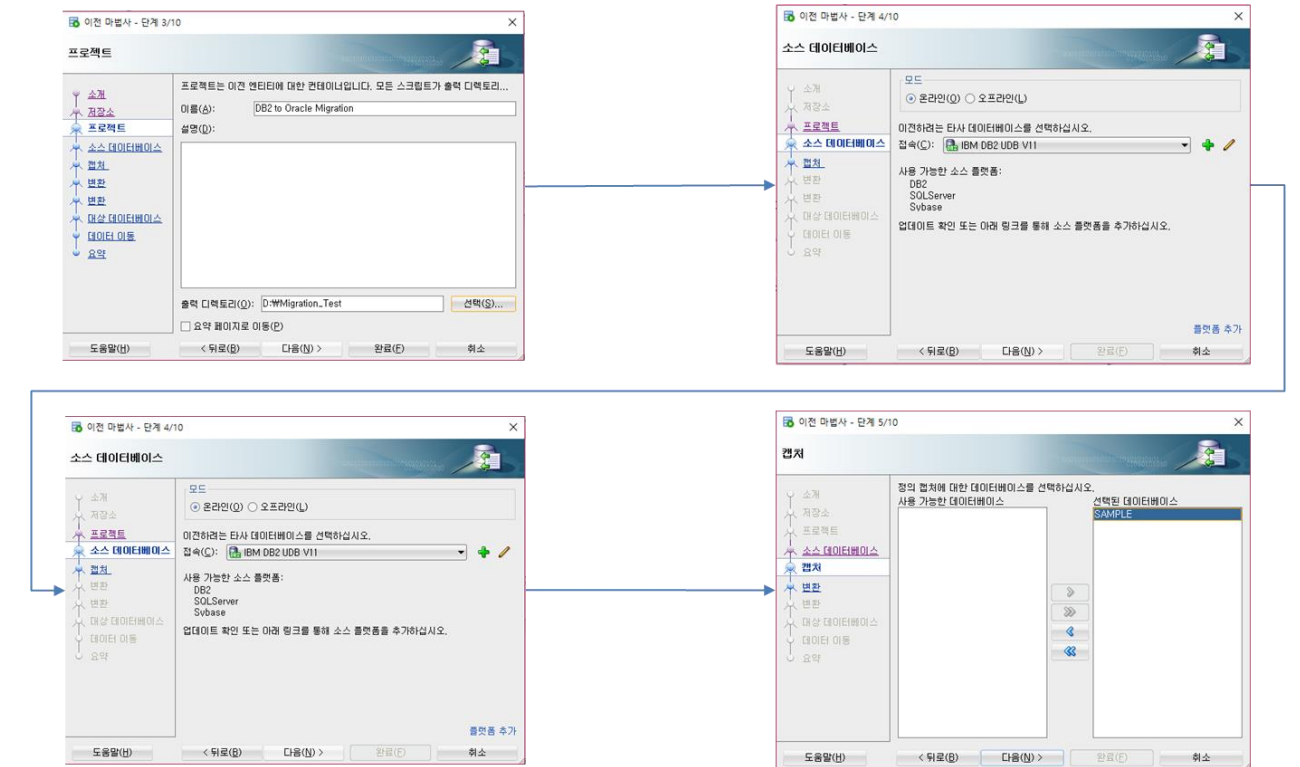 이전 마법사 - 단계 3/10
프로젝트
소개
저장소
프로젝트
소스 데이터베이스
캡처
변환
변환
대상 데이터베이스
데이터 이동
요약
프로젝트는 이전 엔티티에 대한 컨테이너입니다. 모든 스크립트가 출력 디렉토리...
이름(A): DB2 to Oracle Migration
설명(D):
출력 디렉토리(O): D:₩Migration_Test 선택(S)...
요약 페이지로 이동(P)
도움말(H) < 뒤로(B) 다음(N) > 완료(F) 취소
이전 마법사 - 단계 4/10
소스 데이터베이스
소개
저장소
프로젝트
소스 데이터베이스
캡처
변환
변환
대상 데이터베이스
데이터 이동
요약
모드
온라인(O) 오프라인(L)
이전하려는 타사 데이터베이스를 선택하십시오.
접속(C): IBM DB2 UDB V11
사용 가능한 소스 플랫폼:
DB2
SQLServer
Sybase
업데이트 확인 또는 아래 링크를 통해 소스 플랫폼을 추가하십시오.
플랫폼 추가
도움말(H) < 뒤로(B) 다음(N) > 완료(F) 취소
이전 마법사 - 단계 4/10
소스 데이터베이스
소개
저장소
프로젝트
소스 데이터베이스
캡처
변환
변환
대상 데이터베이스
데이터 이동
요약
모드
온라인(O) 오프라인(L)
이전하려는 타사 데이터베이스를 선택하십시오.
접속(C): IBM DB2 UDB V11
사용 가능한 소스 플랫폼:
DB2
SQLServer
Sybase
업데이트 확인 또는 아래 링크를 통해 소스 플랫폼을 추가하십시오.
플랫폼 추가
도움말(H) < 뒤로(B) 다음(N) > 완료(F) 취소
이전 마법사 - 단계 5/10
캡처
소개
저장소
프로젝트
소스 데이터베이스
캡처
변환
변환
대상 데이터베이스
데이터 이동
요약
정의 캡처에 대한 데이터베이스를 선택하십시오.
사용 가능한 데이터베이스 선택된 데이터베이스
SAMPLE
도움말(H) < 뒤로(B) 다음(N) > 완료(F) 취소